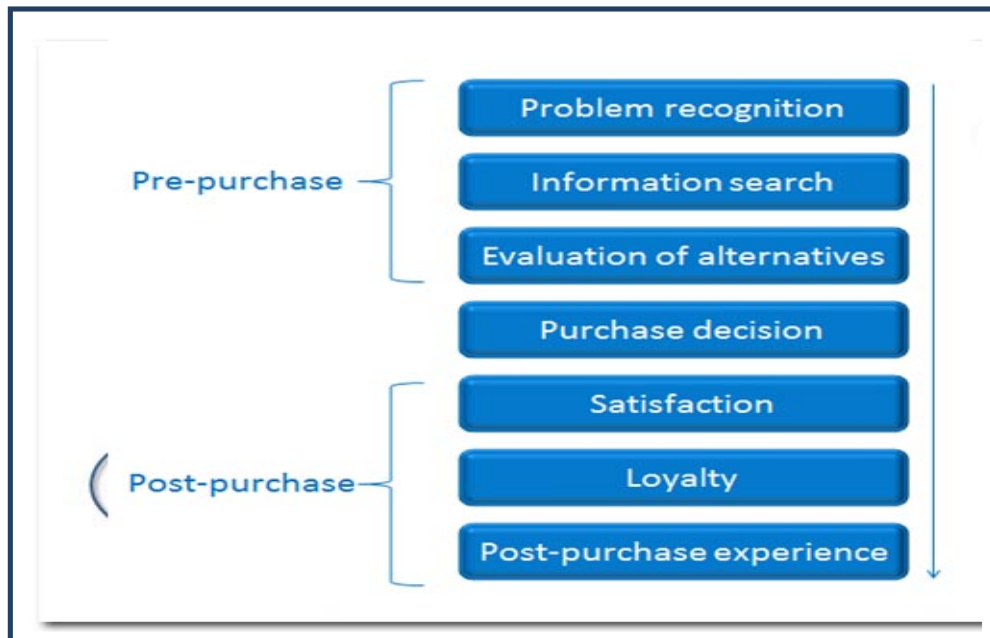 Problem recognition
Pre-purchase
Information search
Evaluation of alternatives
Purchase decision
Satisfaction
Post-purchase
Loyalty
Post-purchase experience